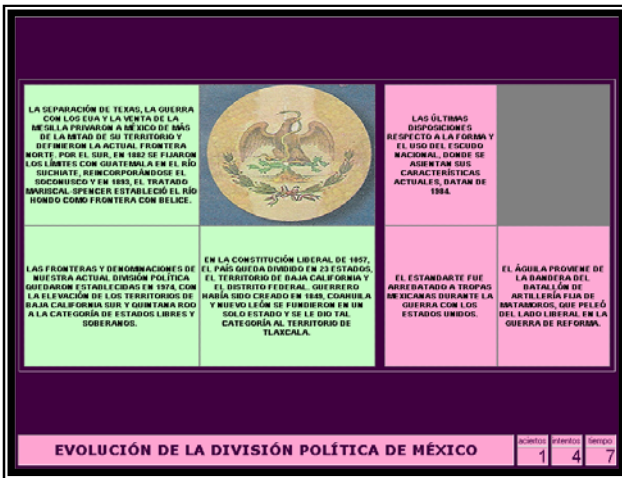 LA SEPARACIÓN DE TEXAS, LA GUERRA
CON LOS EUA Y LA VENTA DE LA
MESILLA PRIVARON A MÉXICO DE MÁS
DE LA MITAD DE SU TERRITORIO Y
DEFINIERON LA ACTUAL FRONTERA
NORTE. POR EL SUR, EN 1882 SE FIJARON
LOS LÍMITES CON GUATEMALA EN EL RÍO
SUCHIATE, REINCORPORÁNDOSE EL
SOCONUSCO Y EN 1893, EL TRATADO
MARISCAL-SPENCER ESTABLECIÓ EL RÍO
HONDO COMO FRONTERA CON BELICE.
LAS ÚLTIMAS
DISPOSICIONES
RESPECTO A LA FORMA Y
EL USO DEL ESCUDO
NACIONAL, DONDE SE
ASIENTAN SUS
CARACTERÍSTICAS
ACTUALES, DATAN DE
1984.
LAS FRONTERAS Y DENOMINACIONES DE
NUESTRA ACTUAL DIVISIÓN POLÍTICA
QUEDARON ESTABLECIDAS EN 1974, CON
LA ELEVACIÓN DE LOS TERRITORIOS DE
BAJA CALIFORNIA SUR Y QUINTANA ROO
A LA CATEGORÍA DE ESTADOS LIBRES Y
SOBERANOS.
EN LA CONSTITUCIÓN LIBERAL DE 1857,
EL PAÍS QUEDA DIVIDIDO EN 23 ESTADOS,
EL TERRITORIO DE BAJA CALIFORNIA Y
EL DISTRITO FEDERAL. GUERRERO
HABÍA SIDO CREADO EN 1849, COAHUILA
Y NUEVO LEÓN SE FUNDIERON EN UN
SOLO ESTADO Y SE LE DIO TAL
CATEGORÍA AL TERRITORIO DE
TLAXCALA.
EL ESTANDARTE FUE
ARREBATADO A TROPAS
MEXICANAS DURANTE LA
GUERRA CON LOS
ESTADOS UNIDOS.
EL ÁGUILA PROVIENE DE
LA BANDERA DEL
BATALLÓN DE
ARTILLERÍA FIJA DE
MATAMOROS, QUE PELEÓ
DEL LADO LIBERAL EN LA
GUERRA DE REFORMA.
EVOLUCIÓN DE LA DIVISIÓN POLÍTICA DE MÉXICO
aciertos intentos tiempo
1 4 7